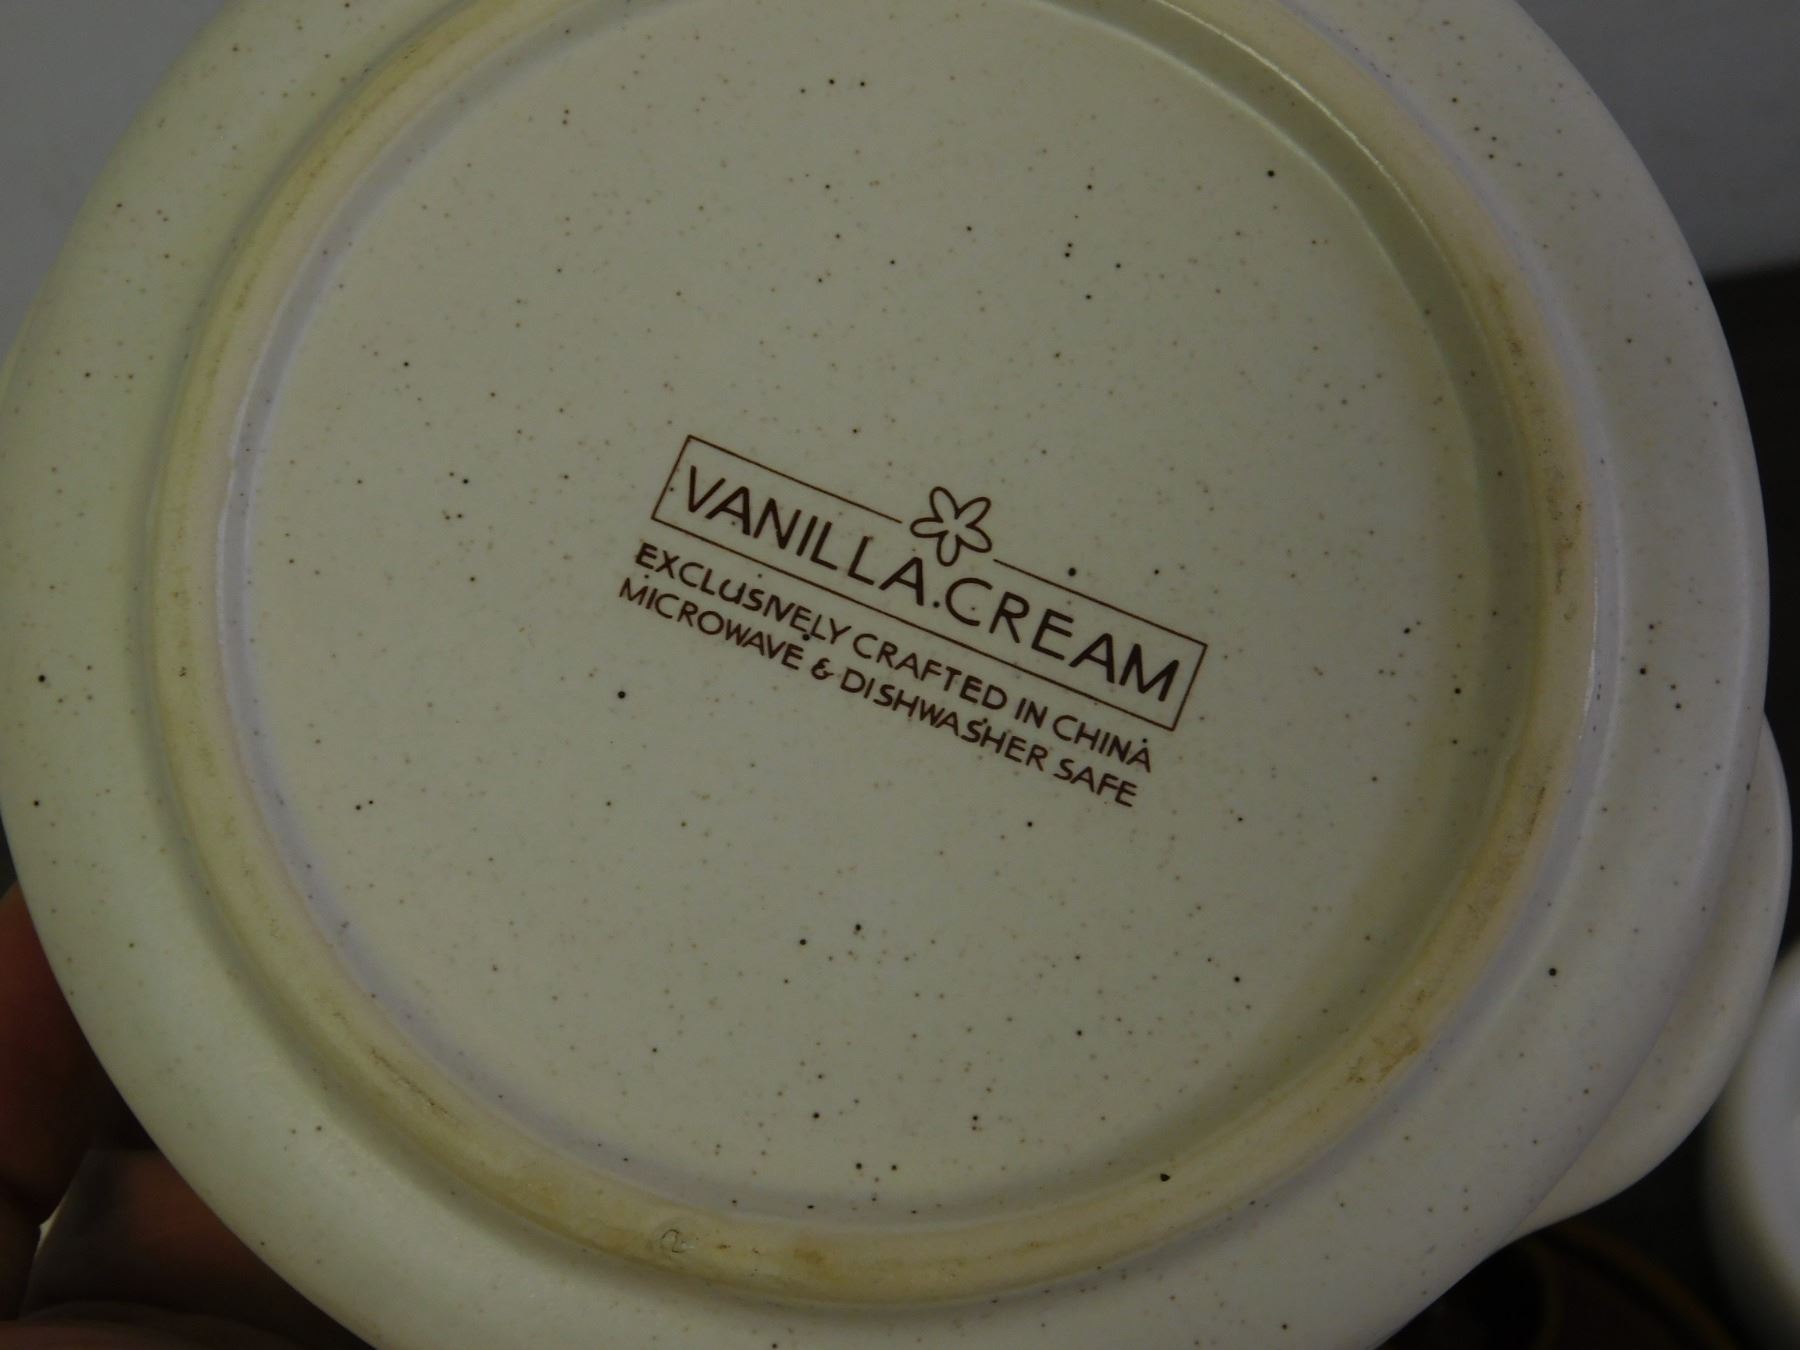 VANILLA.CREAM
EXCLUSIVELY CRAFTED IN CHINA
MICROWAVE & DISHWASHER SAFE